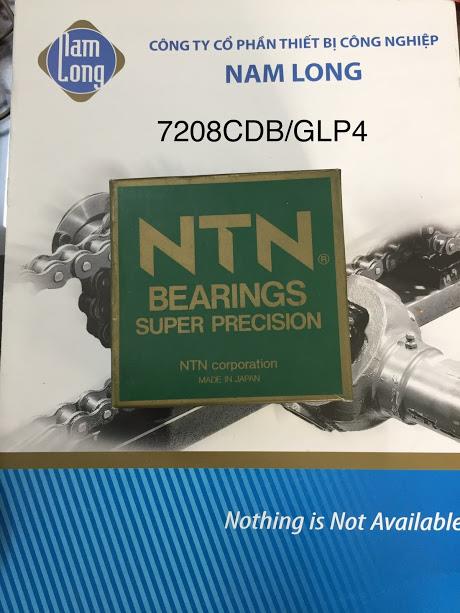 Nam
Long
CÔNG TY CỔ PHẦN THIẾT BỊ CÔNG NGHIỆP
NAM LONG
7208CDB/GLP4
NTN®
BEARINGS
SUPER PRECISION
NTN corporation
MADE IN JAPAN
Nothing is Not Available